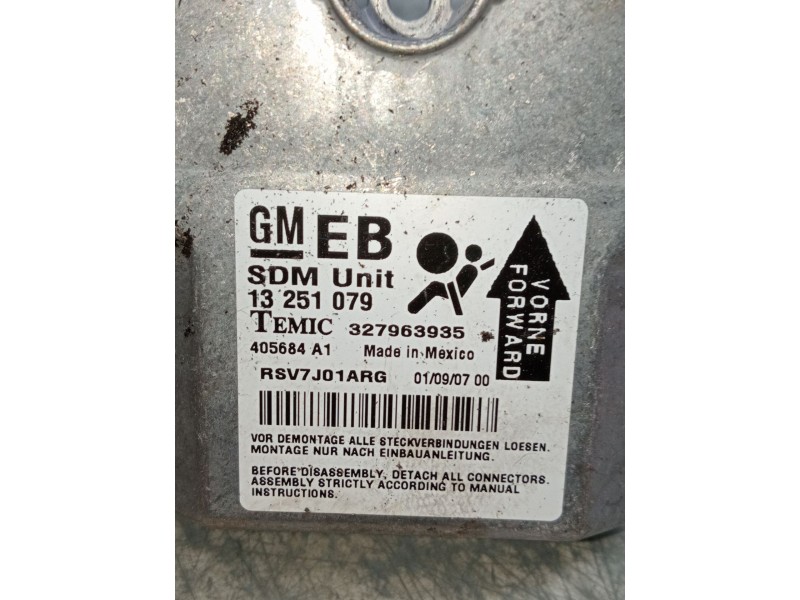 GM EB
SDM Unit
13 251 079
TEMIC 327963935
405684 A1 Made in Mexico
RSV7J01ARG 01/09/07 00
VORNE
FORWARD
VOR DEMONTAGE ALLE STECKVERBINDUNGEN LOESEN.
MONTAGE NUR NACH EINBAUANLEITUNG.
BEFORE DISASSEMBLY, DETACH ALL CONNECTORS.
ASSEMBLY STRICTLY ACCORDING TO MANUAL
INSTRUCTIONS.